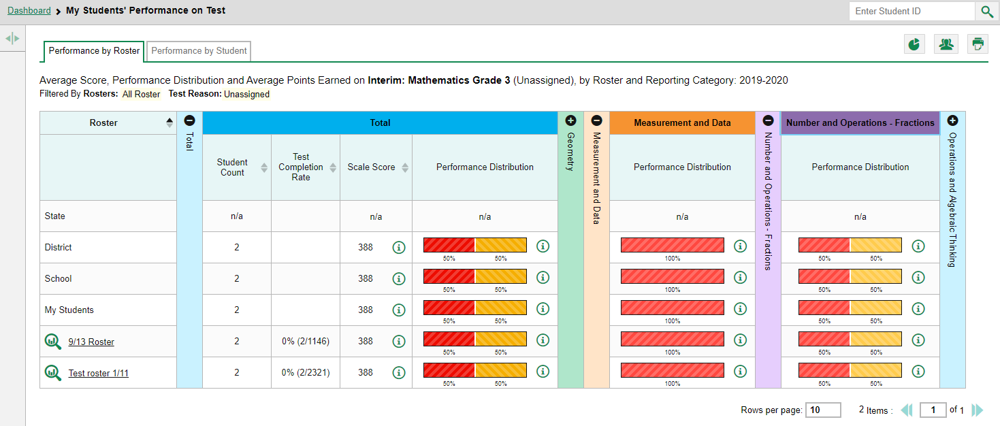 Dashboard > My Students' Performance on Test
Enter Student ID
Performance by Roster
Performance by Student
Average Score, Performance Distribution and Average Points Earned on Interim: Mathematics Grade 3 (Unassigned), by Roster and Reporting Category: 2019-2020
Filtered By Rosters: All Roster Test Reason: Unassigned
Roster
Total
Total
Geometry
Measurement and Data
Measurement and Data
Number and Operations - Fractions
Number and Operations - Fractions
Operations and Algebraic Thinking
Student
Count
Test
Completion
Rate
Scale Score
Performance Distribution
Performance Distribution
Performance Distribution
State n/a n/a n/a n/a n/a
District 2 388
50% 50% 100% 50% 50%
School 2 388
50% 50% 100% 50% 50%
My Students 2 388
50% 50% 100% 50% 50%
9/13 Roster 2 0% (2/1146) 388
50% 50% 100% 50% 50%
Test roster 1/11 2 0% (2/2321) 388
50% 50% 100% 50% 50%
Rows per page: 10 2 Items : 1 of 1